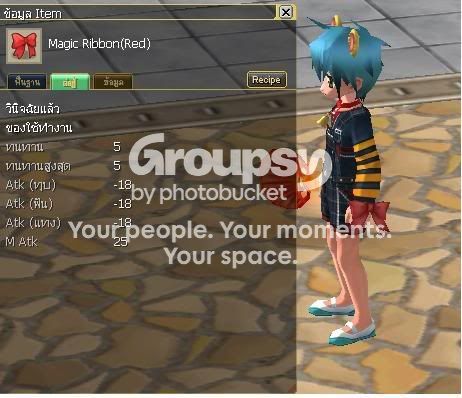 ข้อมูล Item
Magic Ribbon(Red)
พื้นฐาน
ข้อมูล
Recipe
วินิจฉัยแล้ว
ของใช้ทำงาน
ทนทาน 5
ทนทานสูงสุด 5
Atk (ทุบ) -18
Atk (ฟัน) -18
Atk (แทง) -18
M Atk 25
Groupsy
by photobucket
Your people. Your moments.
Your space.